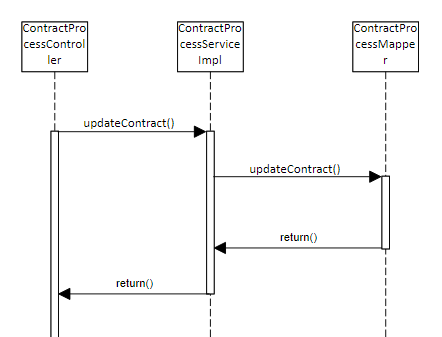 ContractPro
cessControl
ler
ContractPro
cessService
Impl
ContractPro
cessMappe
r
updateContract()
updateContract()
return()
return()